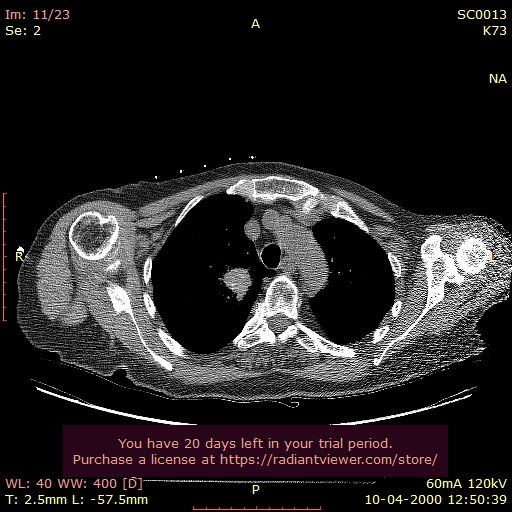 Im: 11/23
Se: 2
A
SC0013
K73
NA
R
L
You have 20 days left in your trial period.
Purchase a license at https://radiantviewer.com/store/
WL: 40 WW: 400 [D]
T: 2.5mm L: -57.5mm
P
60mA 120kV
10-04-2000 12:50:39